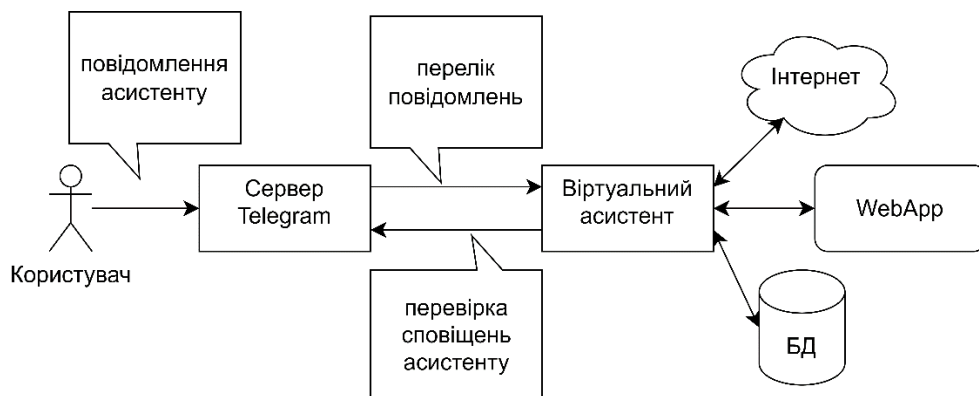 повідомлення
асистенту
перелік
повідомлень
Інтернет
Сервер
Telegram
Віртуальний
асистент
WebApp
Користувач
перевірка
сповіщень
асистенту
БД